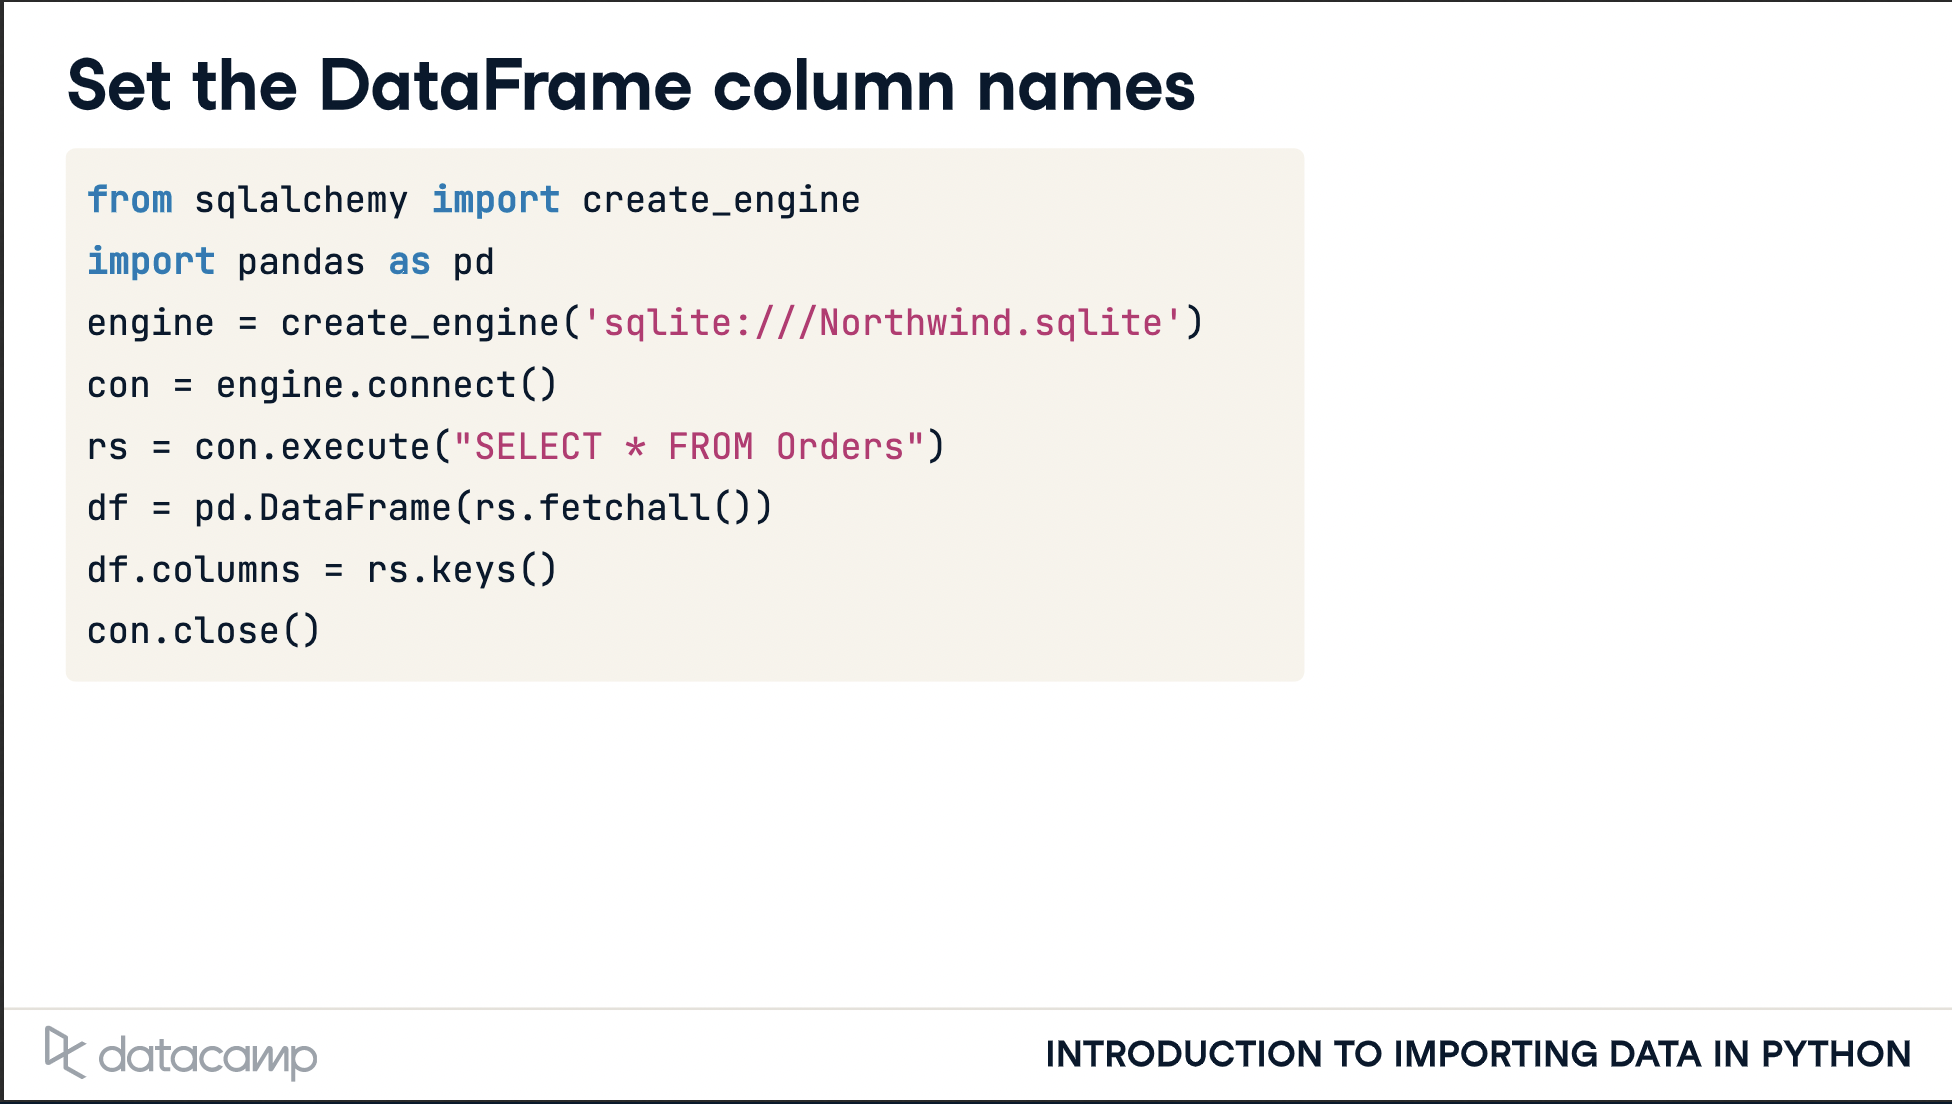 Set the DataFrame column names
from sqlalchemy import create_engine
import pandas as pd
engine = create_engine('sqlite:///Northwind.sqlite')
con = engine.connect()
rs = con.execute("SELECT * FROM Orders")
df = pd.DataFrame(rs.fetchall())
df.columns = rs.keys()
con.close()
datacamp
INTRODUCTION TO IMPORTING DATA IN PYTHON